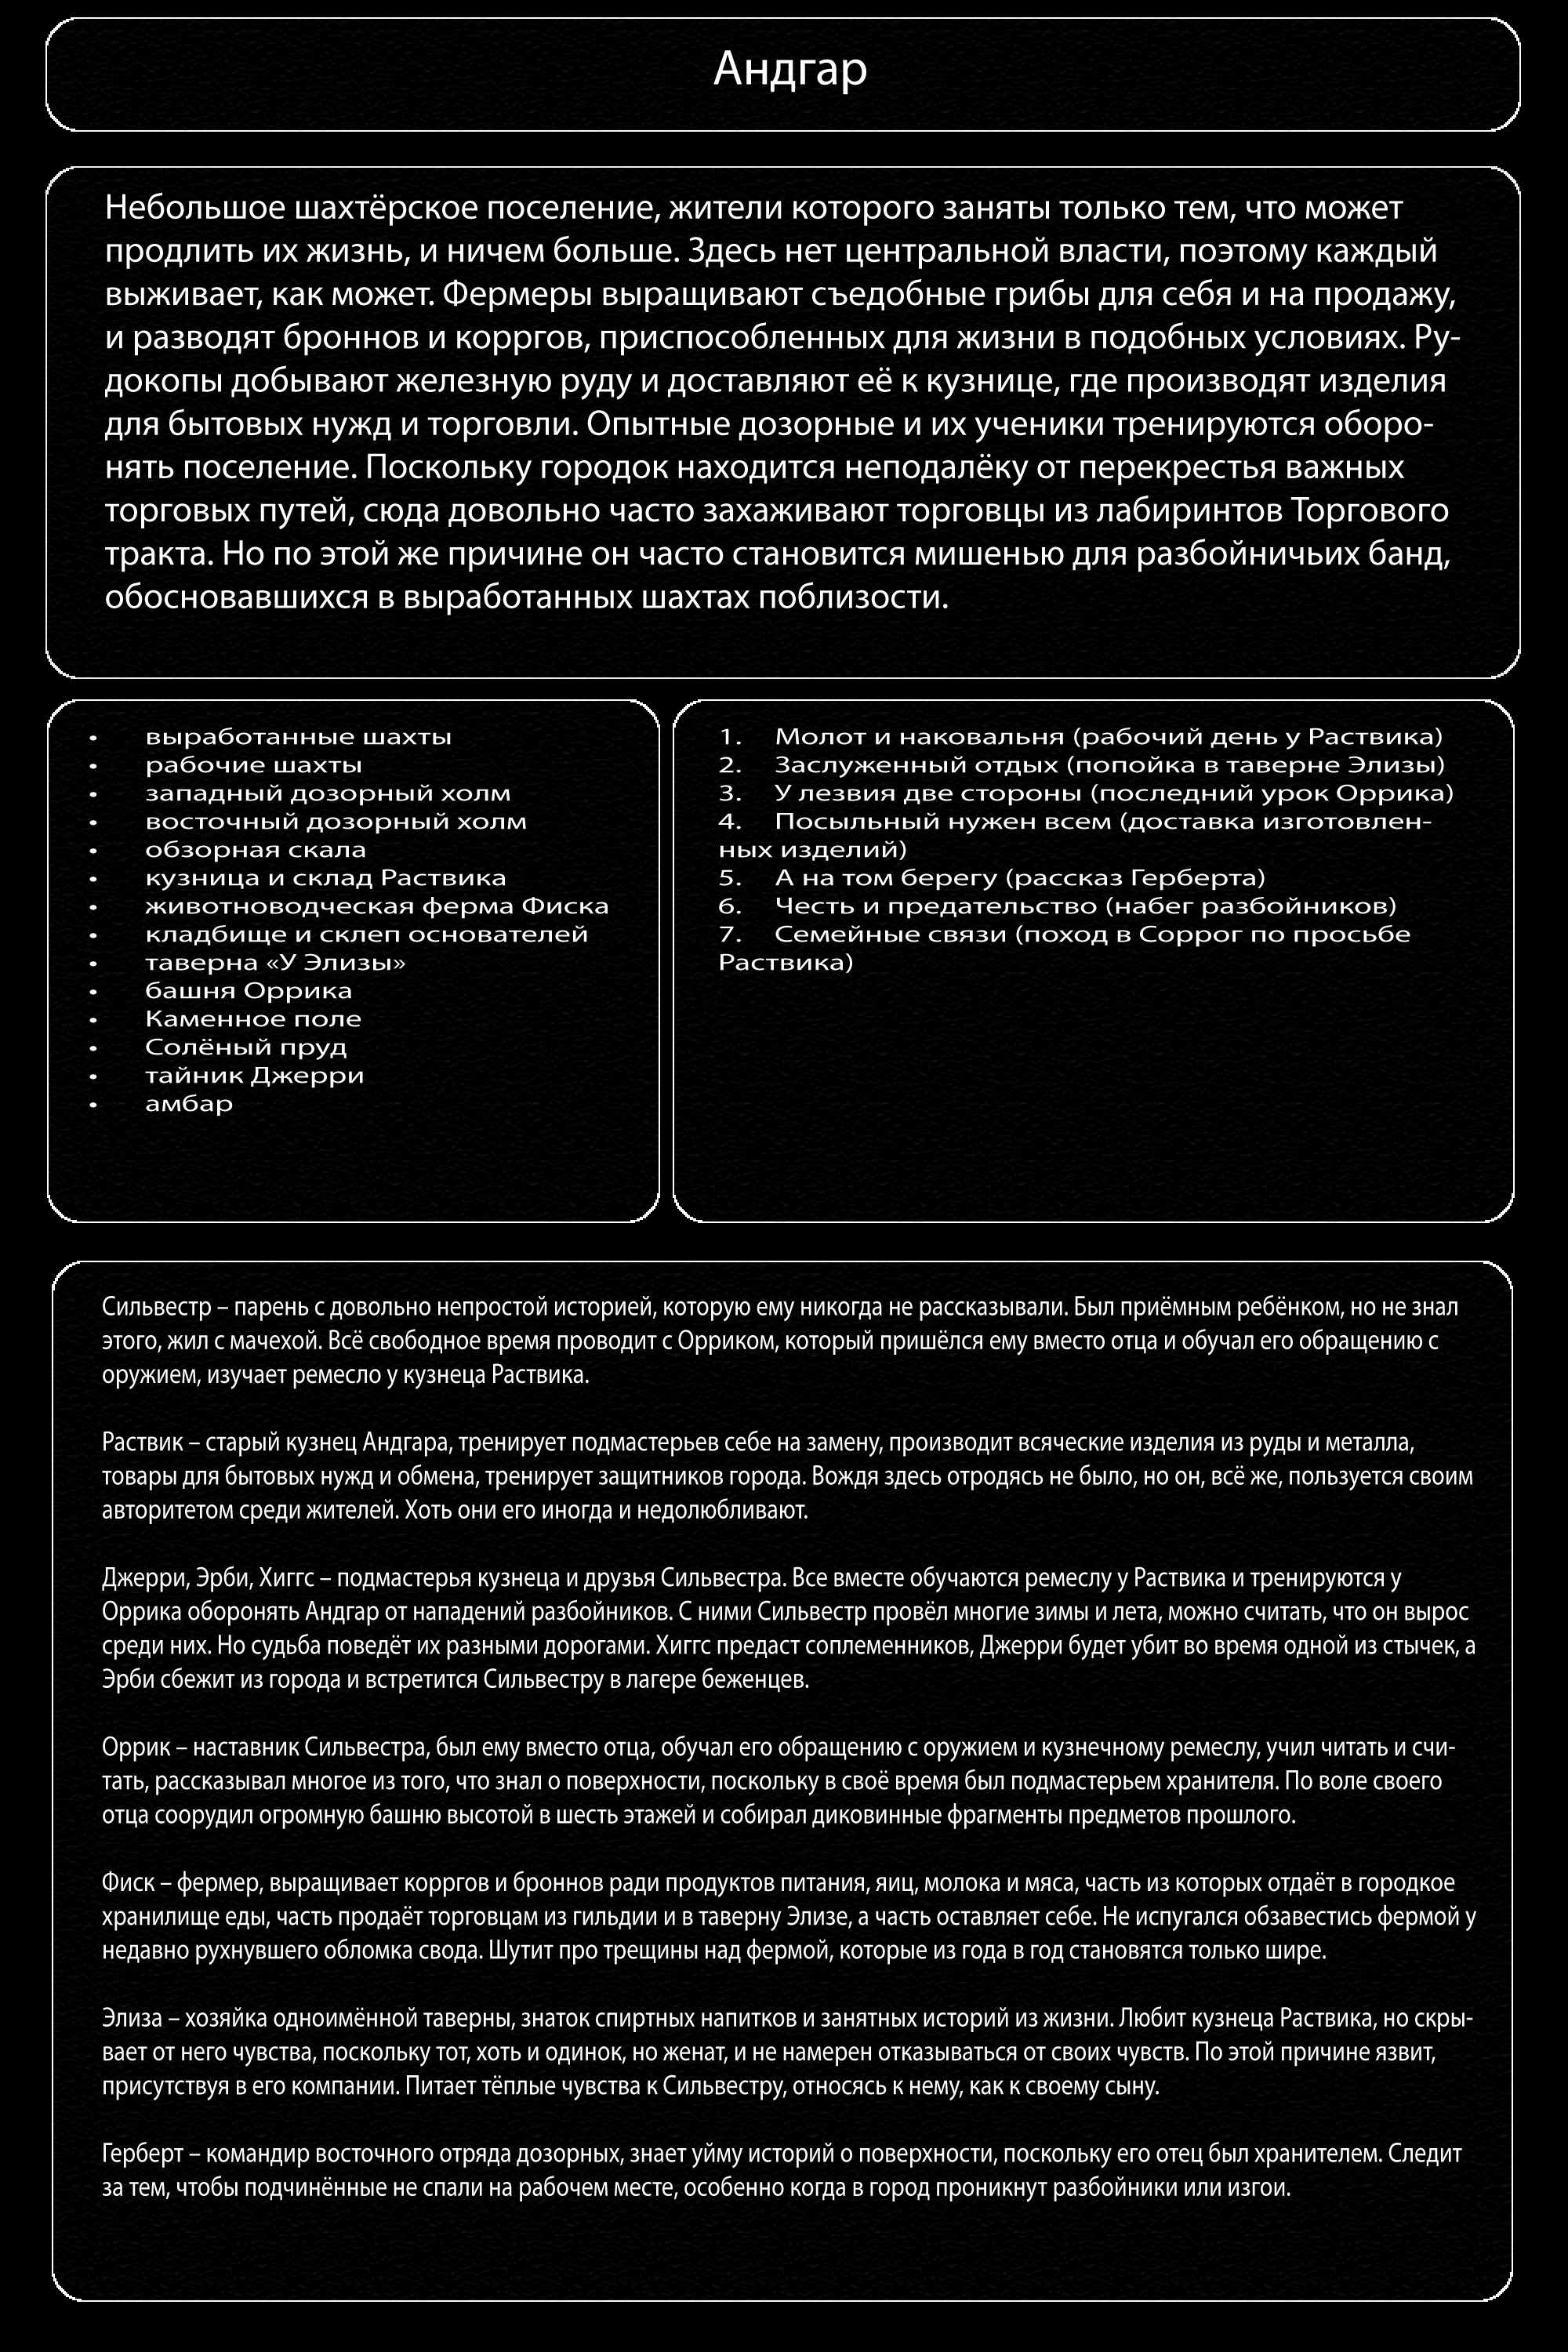 Андгар
Небольшое шахтёрское поселение, жители которого заняты только тем, что может
продлить их жизнь, и ничем больше. Здесь нет центральной власти, поэтому каждый
выживает, как может. Фермеры выращивают съедобные грибы для себя и на продажу,
и разводят броннов и корргов, приспособленных для жизни в подобных условиях. Ру-
докопы добывают железную руду и доставляют её к кузнице, где производят изделия
для бытовых нужд и торговли. Опытные дозорные и их ученики тренируются оборо-
нять поселение. Поскольку городок находится неподалёку от перекрестья важных
торговых путей, сюда довольно часто захаживают торговцы из лабиринтов Торгового
тракта. Но по этой же причине он часто становится мишенью для разбойничьих банд,
обосновавшихся в выработанных шахтах поблизости.
• выработанные шахты
• рабочие шахты
• западный дозорный холм
• восточный дозорный холм
• обзорная скала
• кузница и склад Раствика
• животноводческая ферма Фиска
• кладбище и склеп основателей
• таверна «У Элизы»
• башня Оррика
• Каменное поле
• Солёный пруд
• тайник Джерри
• амбар
1. Молот и наковальня (рабочий день у Раствика)
2. Заслуженный отдых (попойка в таверне Элизы)
3. У лезвия две стороны (последний урок Оррика)
4. Посыльный нужен всем (доставка изготовлен-
ных изделий)
5. А на том берегу (рассказ Герберта)
6. Честь и предательство (набег разбойников)
7. Семейные связи (поход в Соррог по просьбе
Раствика)
Сильвестр – парень с довольно непростой историей, которую ему никогда не рассказывали. Был приёмным ребёнком, но не знал
этого, жил с мачехой. Всё свободное время проводит с Орриком, который пришёлся ему вместо отца и обучал его обращению с
оружием, изучает ремесло у кузнеца Раствика.
Раствик – старый кузнец Андгара, тренирует подмастерьев себе на замену, производит всяческие изделия из руды и металла,
товары для бытовых нужд и обмена, тренирует защитников города. Вождя здесь отродясь не было, но он, всё же, пользуется своим
авторитетом среди жителей. Хоть они его иногда и недолюбливают.
Джерри, Эрби, Хиггс – подмастерья кузнеца и друзья Сильвестра. Все вместе обучаются ремеслу у Раствика и тренируются у
Оррика оборонять Андгар от нападений разбойников. С ними Сильвестр провёл многие зимы и лета, можно считать, что он вырос
среди них. Но судьба поведёт их разными дорогами. Хиггс предаст соплеменников, Джерри будет убит во время одной из стычек, а
Эрби сбежит из города и встретится Сильвестру в лагере беженцев.
Оррик – наставник Сильвестра, был ему вместо отца, обучал его обращению с оружием и кузнечному ремеслу, учил читать и счи-
тать, рассказывал многое из того, что знал о поверхности, поскольку в своё время был подмастерьем хранителя. По воле своего
отца соорудил огромную башню высотой в шесть этажей и собирал диковинные фрагменты предметов прошлого.
Фиск – фермер, выращивает корргов и броннов ради продуктов питания, яиц, молока и мяса, часть из которых отдаёт в городкое
хранилище еды, часть продаёт торговцам из гильдии и в таверну Элизе, а часть оставляет себе. Не испугался обзавестись фермой у
недавно рухнувшего обломка свода. Шутит про трещины над фермой, которые из года в год становятся только шире.
Элиза – хозяйка одноимённой таверны, знаток спиртных напитков и занятных историй из жизни. Любит кузнеца Раствика, но скры-
вает от него чувства, поскольку тот, хоть и одинок, но женат, и не намерен отказываться от своих чувств. По этой причине язвит,
присутствуя в его компании. Питает тёплые чувства к Сильвестру, относясь к нему, как к своему сыну.
Герберт – командир восточного отряда дозорных, знает уйму историй о поверхности, поскольку его отец был хранителем. Следит
за тем, чтобы подчинённые не спали на рабочем месте, особенно когда в город проникнут разбойники или изгои.